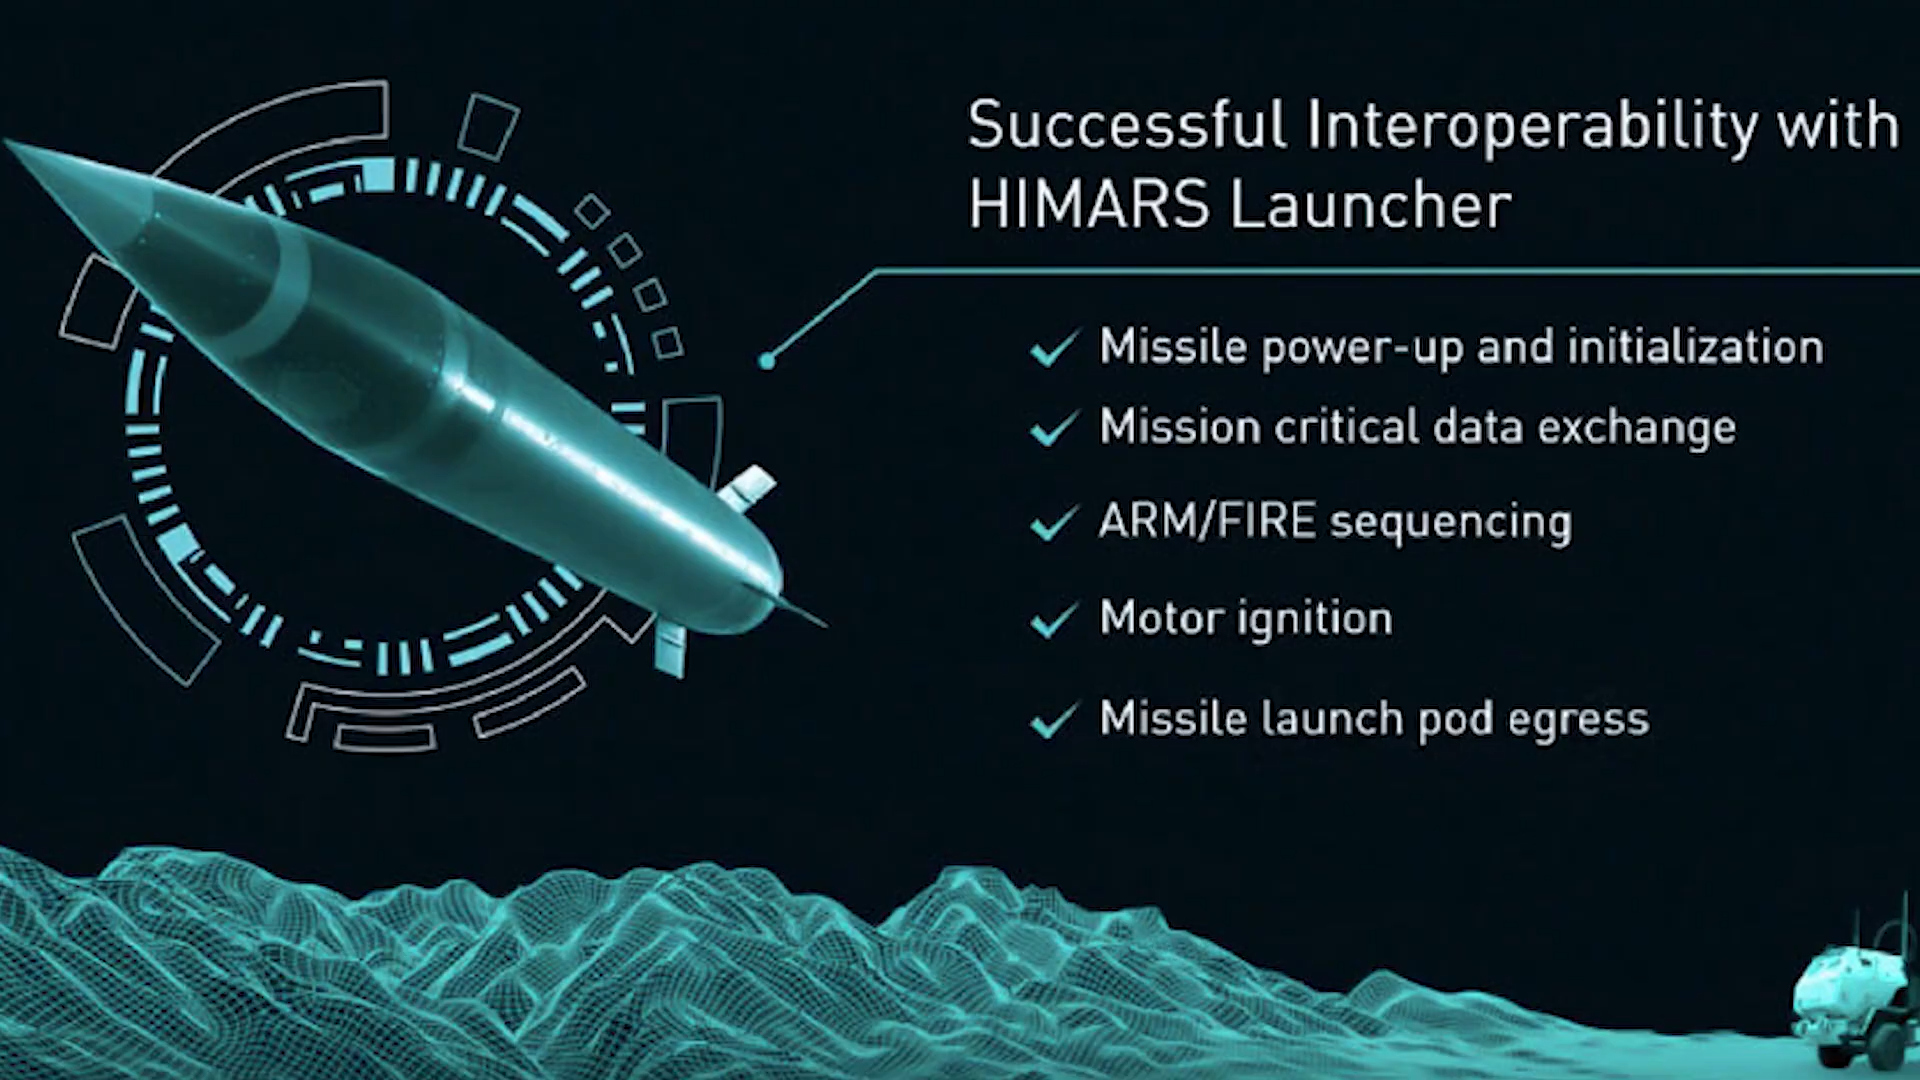 Successful Interoperability with
HIMARS Launcher
Missile power-up and initialization
Mission critical data exchange
ARM/FIRE sequencing
Motor ignition
Missile launch pod egress